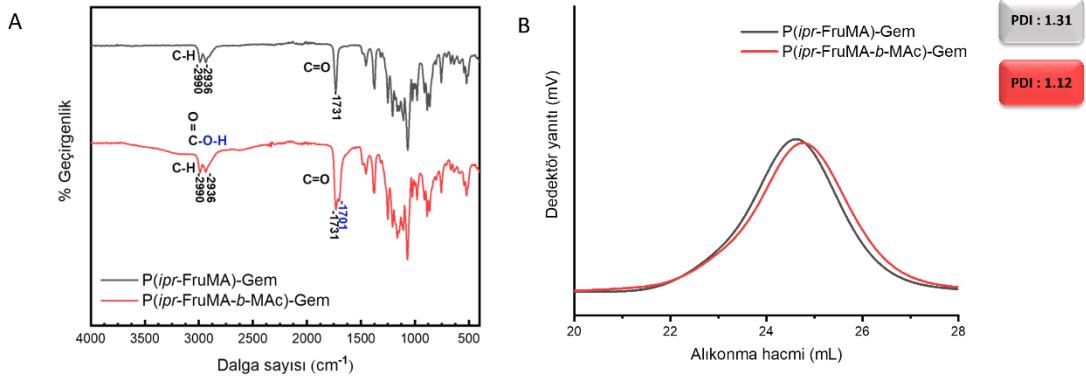 A
% Geçirgenlik
C-H
-2990
-2936
C=O
-1731
O
=
C-O-H
C-H
-2990
-2936
C=O
-1731
-1701
P(ipr-FruMA)-Gem
P(ipr-FruMA-b-MAc)-Gem
4000 3500 3000 2500 2000 1500 1000 500
Dalga sayısı (cm⁻¹)
B
Dedektör yanıtı (mV)
P(ipr-FruMA)-Gem
P(ipr-FruMA-b-MAc)-Gem
20 22 24 26 28
Alıkonma hacmi (mL)
PDI : 1.31
PDI : 1.12